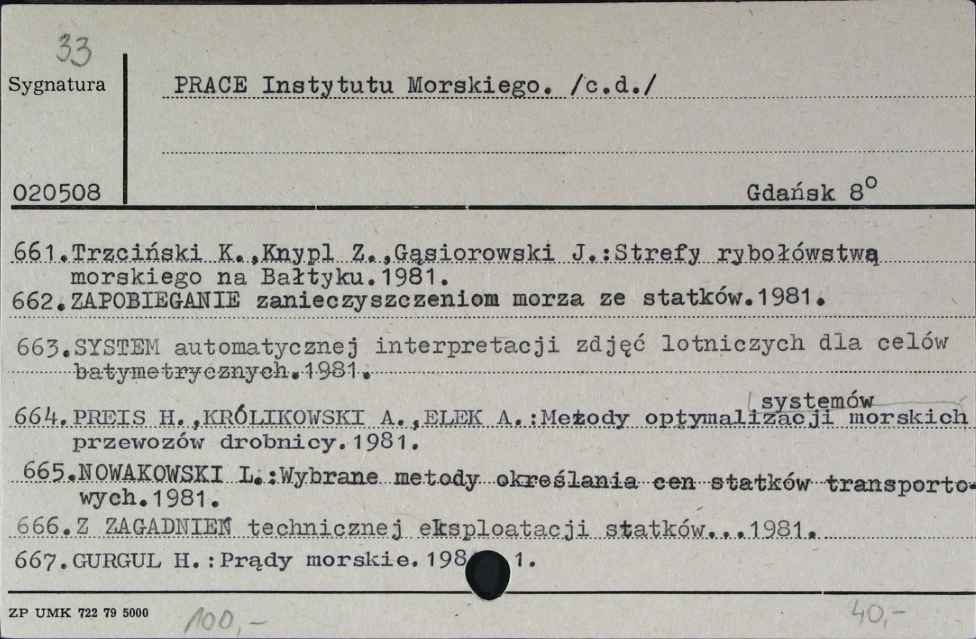 33
Sygnatura
PRACE Instytutu Morskiego. /c.d./
020508
Gdańsk 8°
661.Trzciński K.,Knypl Z.,Gąsiorowski J.:Strefy rybołówstwą
morskiego na Bałtyku.1981.
662.ZAPOBIEGANIE zanieczyszczeniom morza ze statków.1981.
663.SYSTEM automatycznej interpretacji zdjęć lotniczych dla celów
batymetrycznych.1981.
systemów
664.PREIS H.,KRÓLIKOWSKI A.,ELEK A.:Metody optymalizacji morskich
przewozów drobnicy.1981.
665.NOWAKOWSKI L.:Wybrane metody określania cen statków transporto-
wych.1981.
666.Z ZAGADNIEŃ technicznej eksploatacji statków...1981.
667.GURGUL H.:Prądy morskie.198 1.
ZP UMK 722 79 5000
100,-
40,-